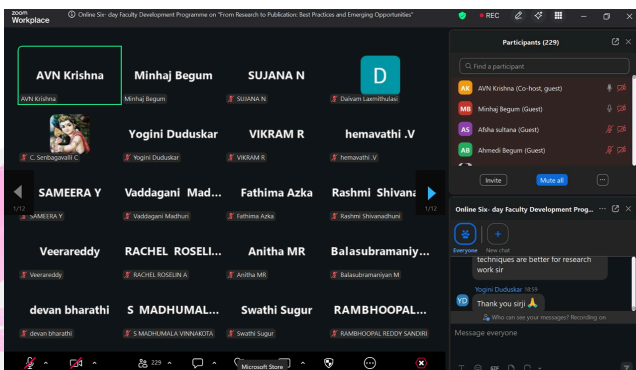 zoom
Workplace
Online Six- day Faculty Development Programme on "From Research to Publication: Best Practices and Emerging Opportunities"
REC
AVN Krishna
AVN Krishna
Minhaj Begum
Minhaj Begum
SUJANA N
SUJANA N
D
Daivam Laxmithulasi
C. Senbagavalli C
Yogini Duduskar
Yogini Duduskar
VIKRAM R
VIKRAM R
hemavathi .V
hemavathi .V
1/12
SAMEERA Y
SAMEERA Y
Vaddagani Mad...
Vaddagani Madhuri
Fathima Azka
Fathima Azka
Rashmi Shivana
Rashmi Shivanadhuni
1/12
Veerareddy
Veerareddy
RACHEL ROSELI...
RACHEL ROSELIN A
Anitha MR
Anitha MR
Balasubramaniy...
Balasubramaniyan M
devan bharathi
devan bharathi
S MADHUMAL...
S MADHUMALA VINNAKOTA
Swathi Sugur
Swathi Sugur
RAMBHOOPAL...
RAMBHOOPAL REDDY SANDIRI
229
Microsoft Store
Participants (229)
Find a participant
AK AVN Krishna (Co-host, guest)
MB Minhaj Begum (Guest)
AS Afsha sultana (Guest)
AB Ahmedi Begum (Guest)
Invite
Mute all
Online Six- day Faculty Development Prog...
Everyone
New chat
techniques are better for research
work sir
Yogini Duduskar 18:59
YD Thank you sirji 🙏
Who can see your messages? Recording on
Message everyone